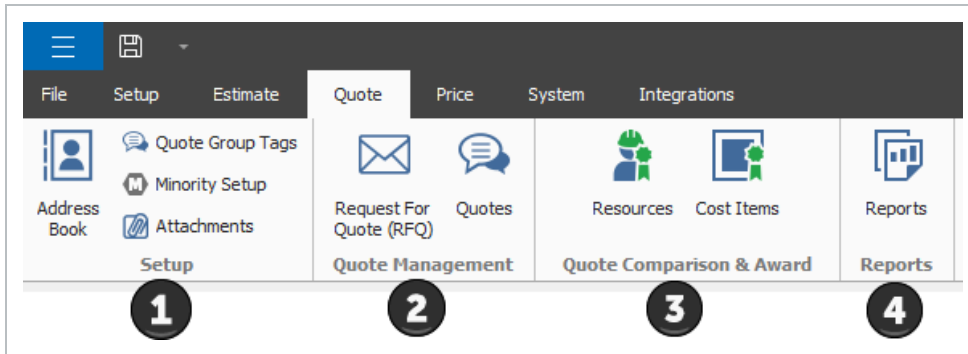 File Setup Estimate Quote Price System Integrations
Address Book
Quote Group Tags
Minority Setup
Attachments
Setup
Request For Quote (RFQ)
Quotes
Quote Management
Resources
Cost Items
Quote Comparison & Award
Reports
Reports
M
1 2 3 4